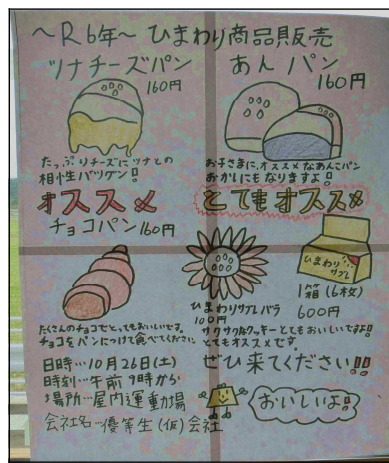 ～R6年～ ひまわり商品販売
ツナチーズパン
160円
あんパン
160円
たっぷりチーズにツナとの
相性バツグン!!
オススメ
お子さまに、オススメなあんこパン
おかしにもなりますよ!!
とてもオススメ
チョコパン 160円
たくさんのチョコでとってもおいしいです。
チョコをパンにつけて食べてください
ひまわりサブレ
ひまわりサブレ バラ
100円
1箱(6枚)
600円
サクサクなクッキーとてもおいしいですよ!!
とてもオススメです。
日時…10月26日(土)
時刻…午前9時から
場所…屋内運動場
会社名…優等生(仮)会社
ぜひ来てください!!!
おいしいよ!!